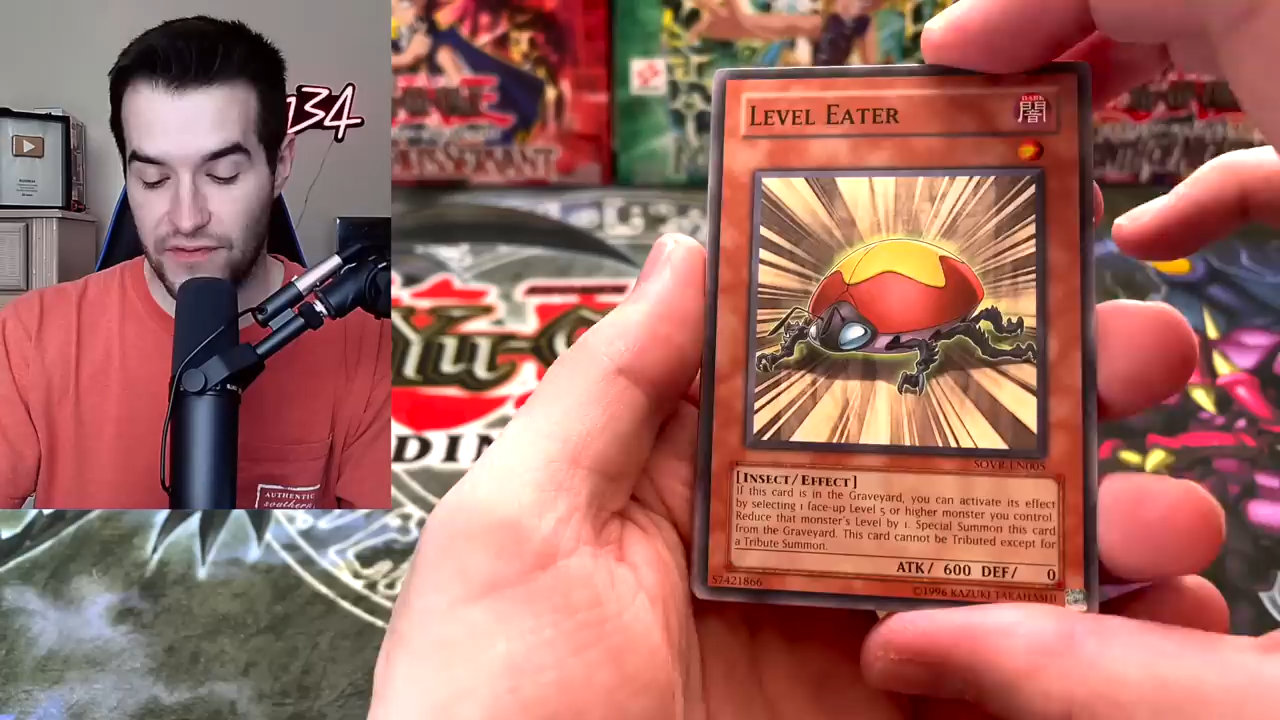 134
LEVEL EATER
DARK
闇
SOVR-EN005
[INSECT/EFFECT]
If this card is in the Graveyard, you can activate its effect
by selecting 1 face-up Level 5 or higher monster you control.
Reduce that monster's Level by 1. Special Summon this card
from the Graveyard. This card cannot be Tributed except for
a Tribute Summon.
ATK/ 600 DEF/ 0
57421866
©1996 KAZUKI TAKAHASHI
AUTHENTIC
southern